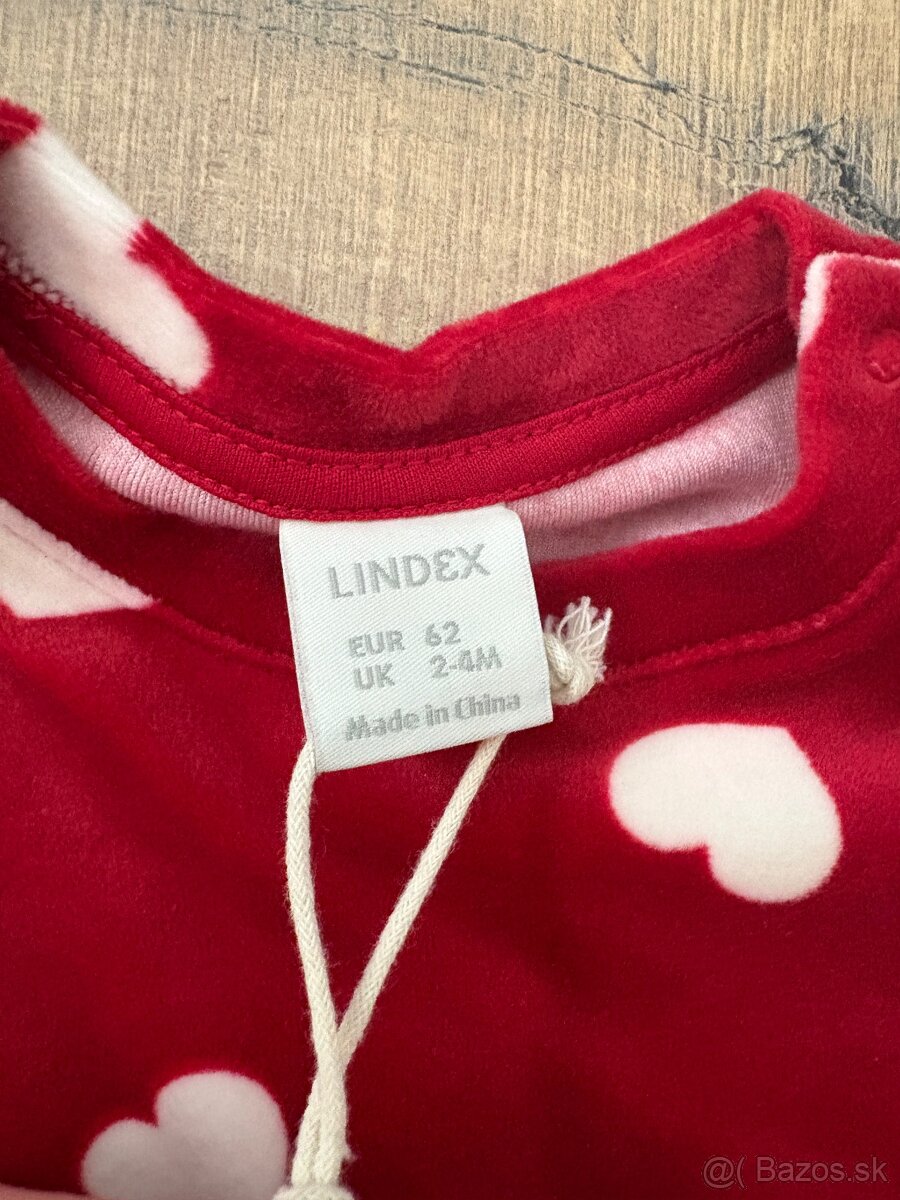 LINDEX
EUR 62
UK 2-4M
Made in China
@( Bazos.sk